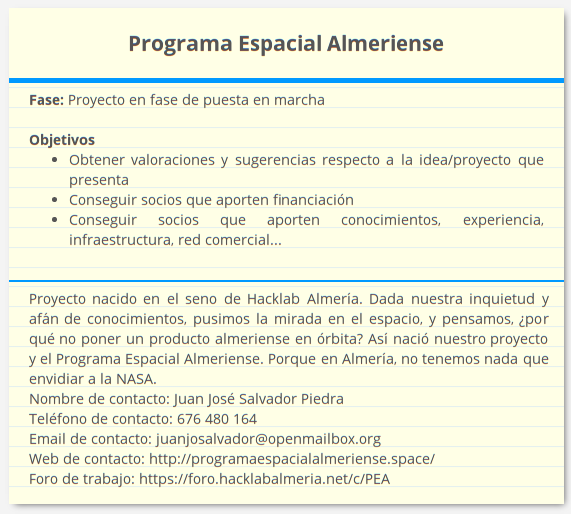 Programa Espacial Almeriense
Fase: Proyecto en fase de puesta en marcha
Objetivos
• Obtener valoraciones y sugerencias respecto a la idea/proyecto que
presenta
• Conseguir socios que aporten financiación
• Conseguir socios que aporten conocimientos, experiencia,
infraestructura, red comercial...
Proyecto nacido en el seno de Hacklab Almería. Dada nuestra inquietud y
afán de conocimientos, pusimos la mirada en el espacio, y pensamos, ¿por
qué no poner un producto almeriense en órbita? Así nació nuestro proyecto
y el Programa Espacial Almeriense. Porque en Almería, no tenemos nada que
envidiar a la NASA.
Nombre de contacto: Juan José Salvador Piedra
Teléfono de contacto: 676 480 164
Email de contacto: juanjosalvador@openmailbox.org
Web de contacto: http://programaespacialalmeriense.space/
Foro de trabajo: https://foro.hacklabalmeria.net/c/PEA